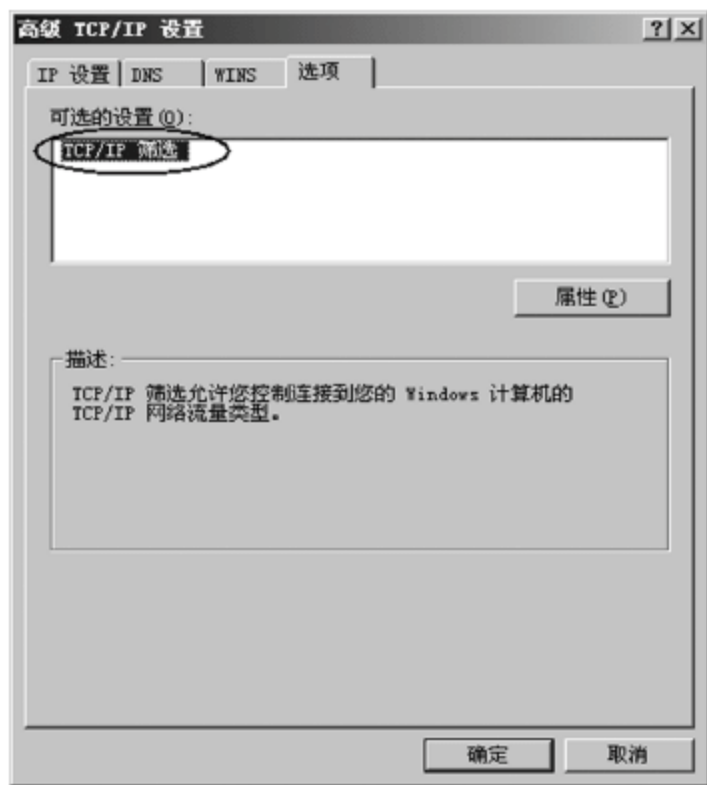 高级 TCP/IP 设置
IP 设置 DNS WINS 选项
可选的设置(O):
TCP/IP 筛选
属性(P)
描述:
TCP/IP 筛选允许您控制连接到您的 Windows 计算机的
TCP/IP 网络流量类型。
确定 取消